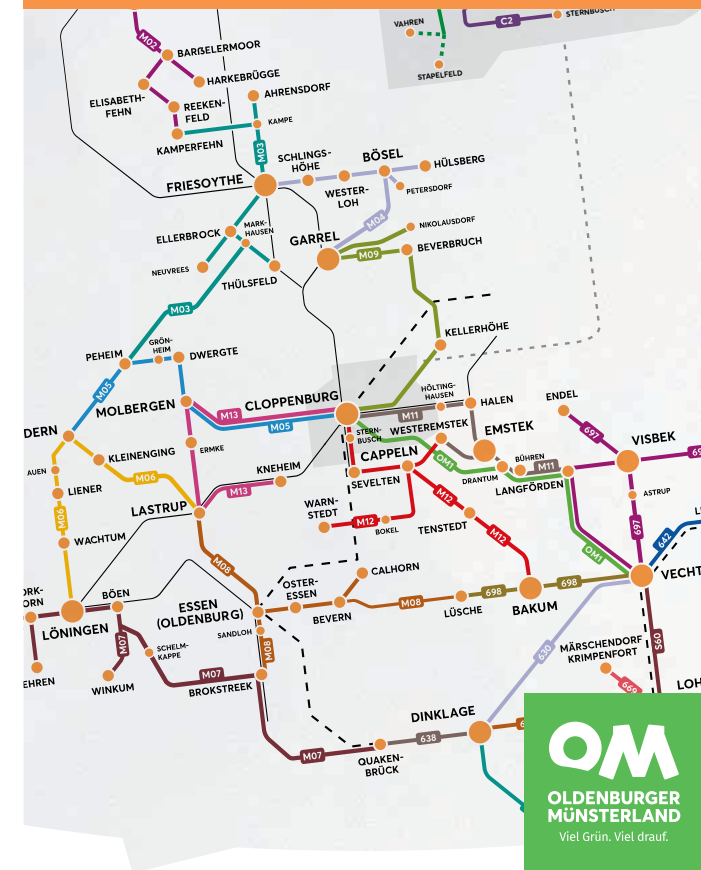 VAHREN
C2
STERNBUSCH
STAPELFELD
M02
BARßELERMOOR
HARKEBRÜGGE
ELISABETH-
FEHN
REEKEN-
FELD
AHRENSDORF
KAMPE
KAMPERFEHN
M03
SCHLINGS-
HÖHE
BÖSEL
HÜLSBERG
FRIESOYTHE
WESTER-
LOH
PETERSDORF
M04
ELLERBROCK
MARK-
HAUSEN
GARREL
NIKOLAUSDORF
M09
BEVERBRUCH
NEUVREES
THÜLSFELD
M03
KELLERHÖHE
PEHEIM
GRÖN-
HEIM
DWERGTE
M05
MOLBERGEN
M13
CLOPPENBURG
M05
HÖLTING-
HAUSEN
M11
HALEN
ENDEL
697
DERN
STERN-
BUSCH
WESTEREMSTEK
EMSTEK
VISBEK
AUEN
KLEINENGING
ERMKE
CAPPELN
OM1
BÜHREN
M11
LIENER
M06
KNEHEIM
M13
SEVELTEN
DRANTUM
LANGFÖRDEN
ASTRUP
M06
LASTRUP
WARN-
STEDT
M12
BOKEL
M12
TENSTEDT
M12
697
642
WACHTUM
OM1
M08
CALHORN
OSTER-
ESSEN
BÖEN
ESSEN
(OLDENBURG)
BEVERN
M08
LÜSCHE
698
BAKUM
698
VECHT
ORN
LÖNINGEN
M07
SANDLOH
M08
SCHELM-
KAPPE
630
S60
MÄRSCHENDORF
KRIMPENFORT
EHREN
WINKUM
M07
BROKSTREEK
669
LOH
DINKLAGE
638
M07
QUAKEN-
BRÜCK
OM
OLDENBURGER
MÜNSTERLAND
Viel Grün. Viel drauf.